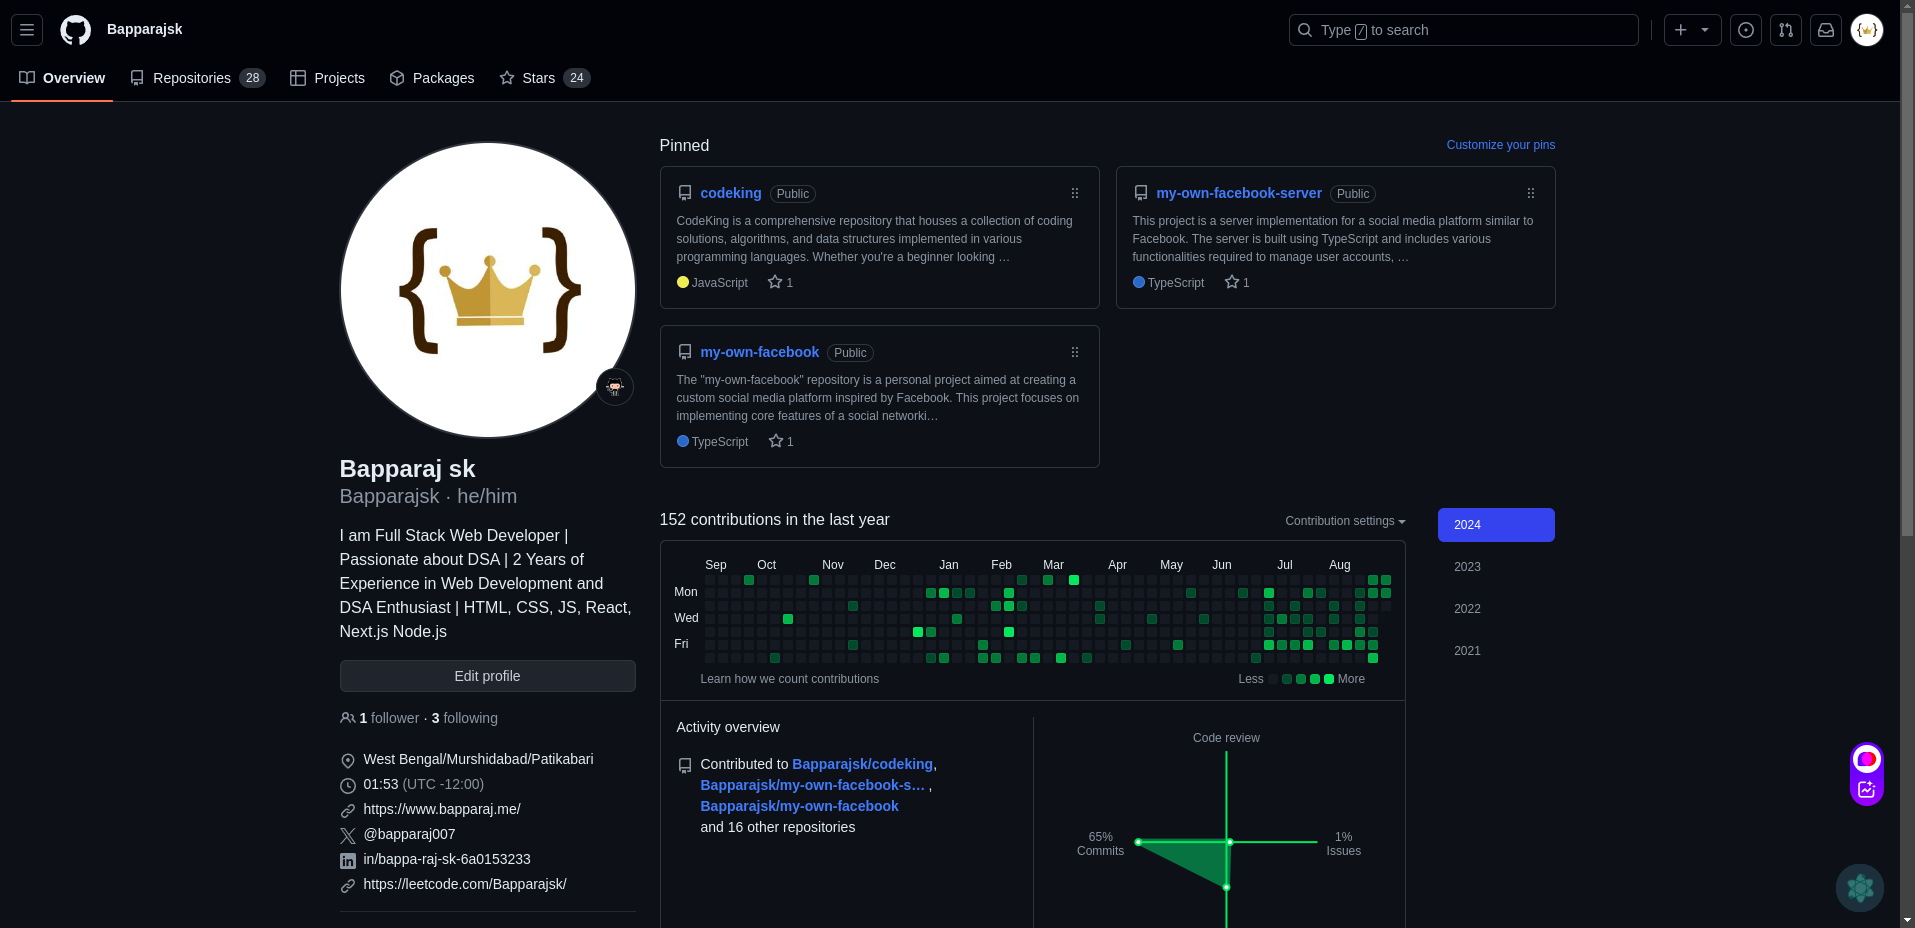 Bapparajsk
Type / to search
Overview
Repositories 28
Projects
Packages
Stars 24
Bapparaj sk
Bapparajsk · he/him
I am Full Stack Web Developer |
Passionate about DSA | 2 Years of
Experience in Web Development and
DSA Enthusiast | HTML, CSS, JS, React,
Next.js Node.js
Edit profile
1 follower · 3 following
West Bengal/Murshidabad/Patikabari
01:53 (UTC -12:00)
https://www.bapparaj.me/
@bapparaj007
in/bappa-raj-sk-6a0153233
https://leetcode.com/Bapparajsk/
Pinned
Customize your pins
codeking Public
CodeKing is a comprehensive repository that houses a collection of coding
solutions, algorithms, and data structures implemented in various
programming languages. Whether you're a beginner looking …
JavaScript 1
my-own-facebook-server Public
This project is a server implementation for a social media platform similar to
Facebook. The server is built using TypeScript and includes various
functionalities required to manage user accounts, …
TypeScript 1
my-own-facebook Public
The "my-own-facebook" repository is a personal project aimed at creating a
custom social media platform inspired by Facebook. This project focuses on
implementing core features of a social networki…
TypeScript 1
152 contributions in the last year
Contribution settings
Sep Oct Nov Dec Jan Feb Mar Apr May Jun Jul Aug
Mon
Wed
Fri
Learn how we count contributions
Less More
2024
2023
2022
2021
Activity overview
Contributed to Bapparajsk/codeking,
Bapparajsk/my-own-facebook-s… ,
Bapparajsk/my-own-facebook
and 16 other repositories
Code review
65%
Commits
1%
Issues